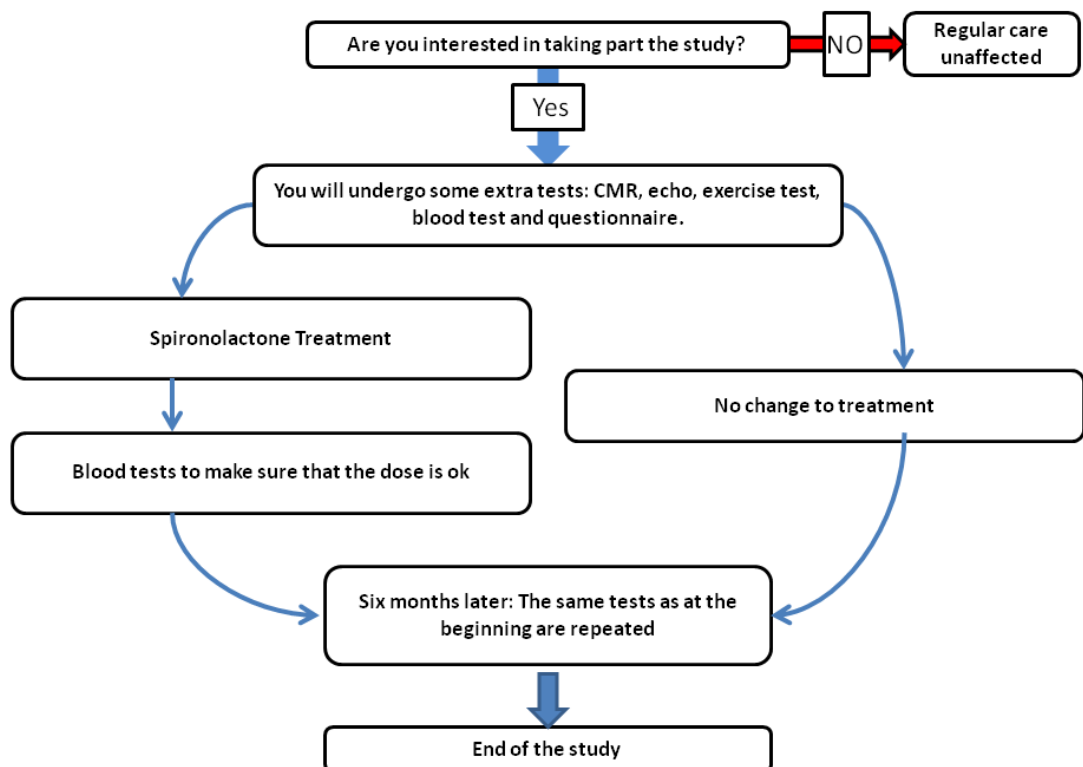 Are you interested in taking part the study?
NO
Regular care
unaffected
Yes
You will undergo some extra tests: CMR, echo, exercise test,
blood test and questionnaire.
Spironolactone Treatment
No change to treatment
Blood tests to make sure that the dose is ok
Six months later: The same tests as at the
beginning are repeated
End of the study